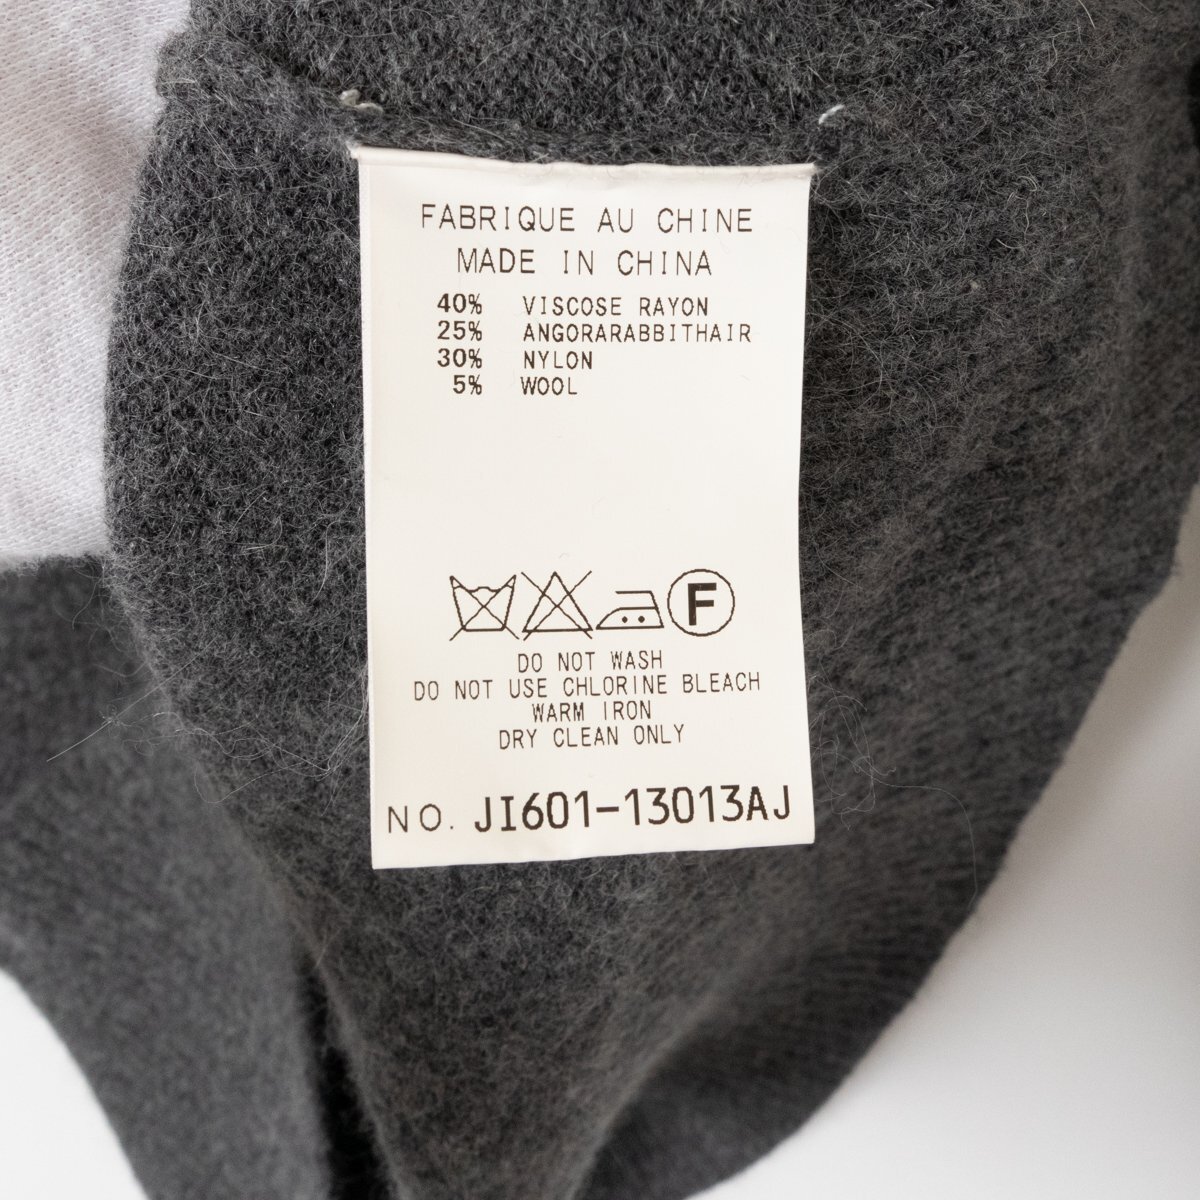 FABRIQUE AU CHINE
MADE IN CHINA
40% VISCOSE RAYON
25% ANGORARABBITHAIR
30% NYLON
5% WOOL
F
DO NOT WASH
DO NOT USE CHLORINE BLEACH
WARM IRON
DRY CLEAN ONLY
NO. JI601-13013AJ